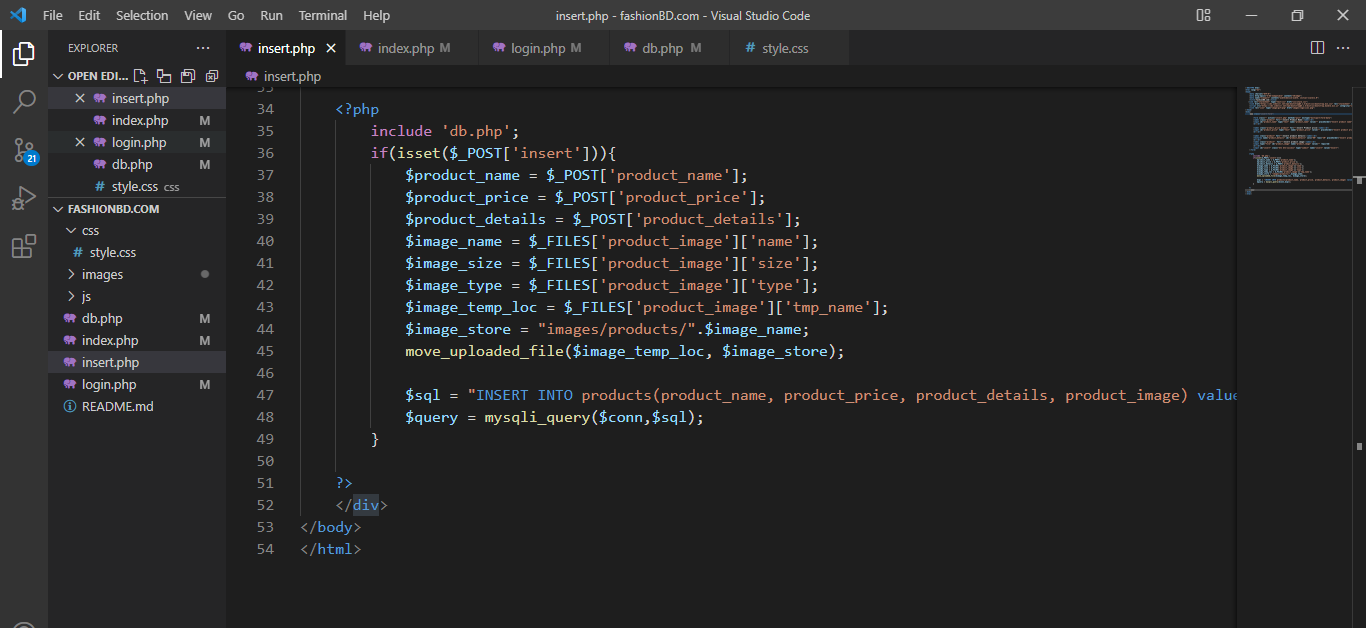 File Edit Selection View Go Run Terminal Help
insert.php - fashionBD.com - Visual Studio Code
EXPLORER
insert.php
index.php M
login.php M
db.php M
# style.css
OPEN EDI...
insert.php
index.php M
login.php M
db.php M
# style.css css
21
FASHIONBD.COM
css
# style.css
images
js
db.php M
index.php M
insert.php
login.php M
README.md
insert.php
33
34 <?php
35 include 'db.php';
36 if(isset($_POST['insert'])){
37 $product_name = $_POST['product_name'];
38 $product_price = $_POST['product_price'];
39 $product_details = $_POST['product_details'];
40 $image_name = $_FILES['product_image']['name'];
41 $image_size = $_FILES['product_image']['size'];
42 $image_type = $_FILES['product_image']['type'];
43 $image_temp_loc = $_FILES['product_image']['tmp_name'];
44 $image_store = "images/products/".$image_name;
45 move_uploaded_file($image_temp_loc, $image_store);
46
47 $sql = "INSERT INTO products(product_name, product_price, product_details, product_image) value
48 $query = mysqli_query($conn,$sql);
49 }
50
51 ?>
52 </div>
53 </body>
54 </html>